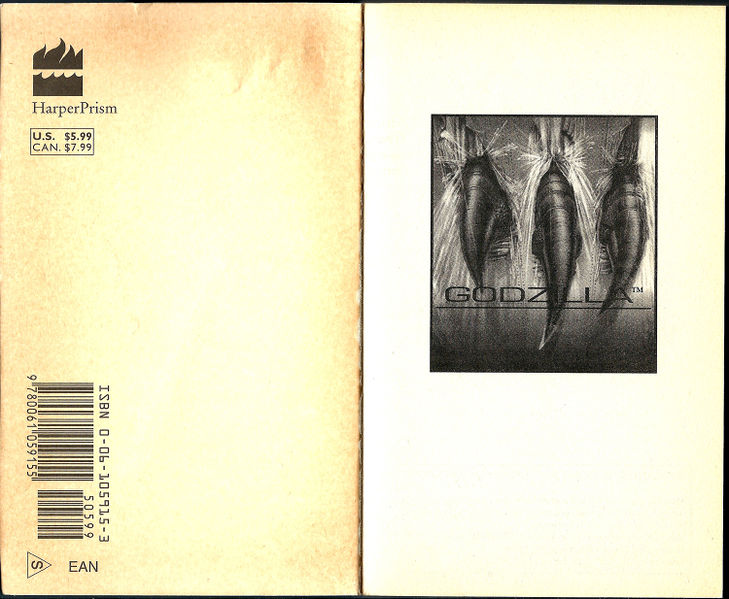 HarperPrism
U.S. $5.99
CAN. $7.99
9 780061 059155
ISBN 0-06-105915-3
50599
S
EAN
GODZILLA™